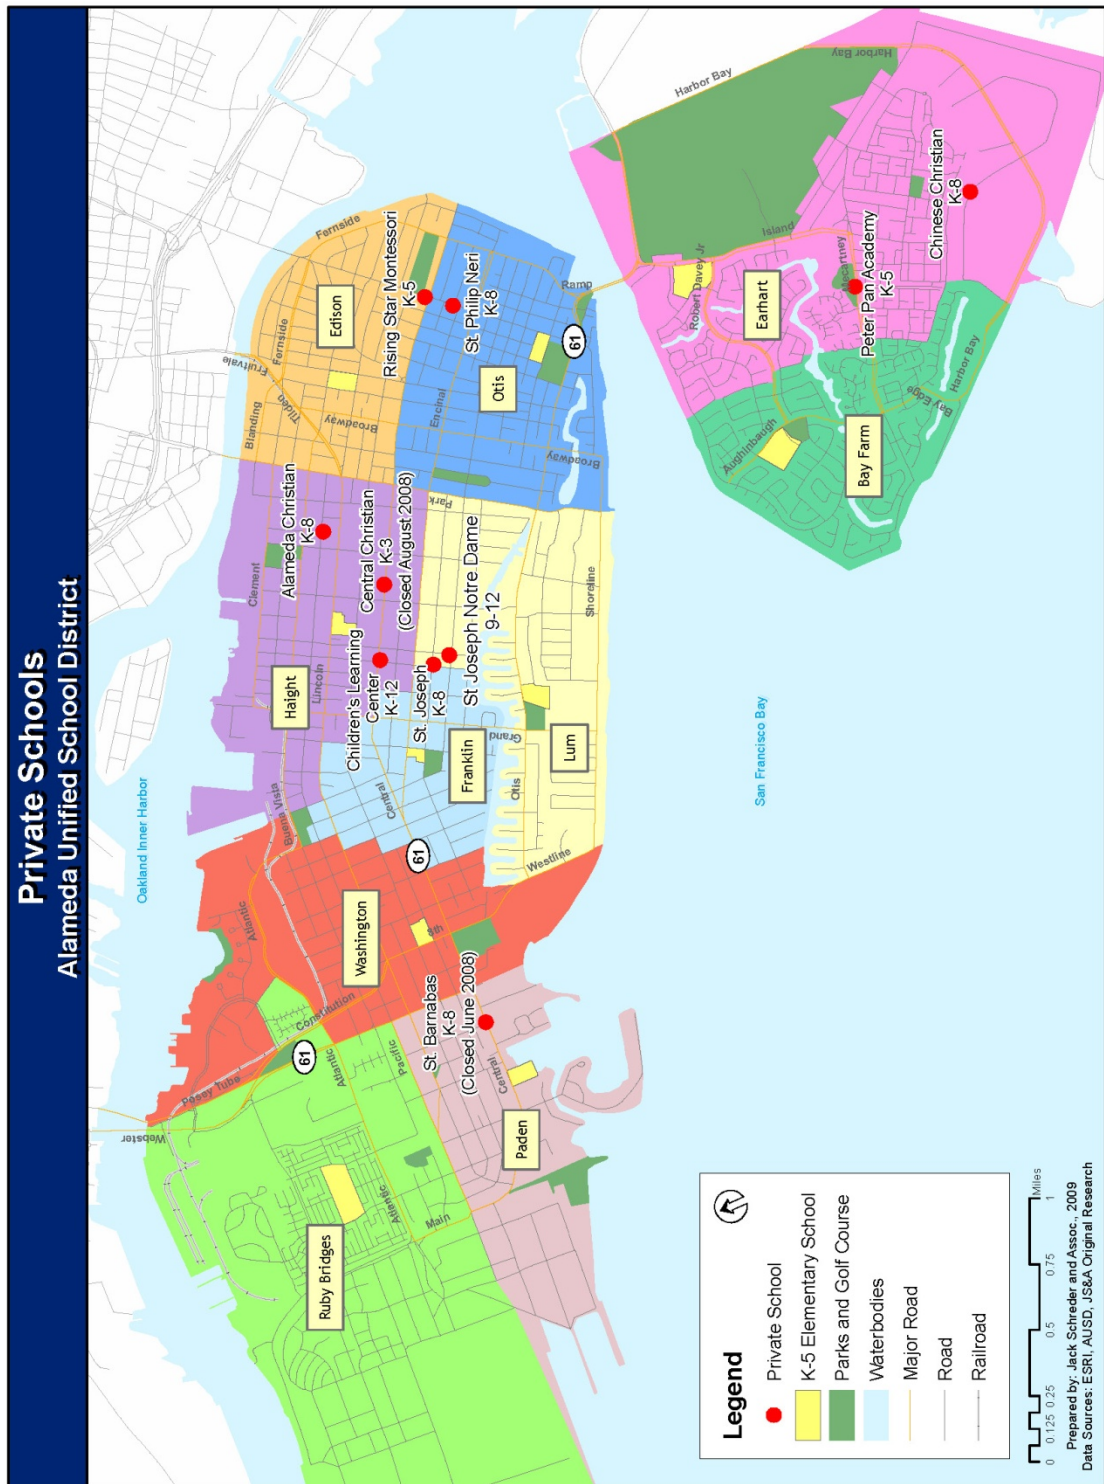 Private Schools
Alameda Unified School District
Oakland Inner Harbor
San Francisco Bay
Webster
Posey Tube
Constitution
Atlantic
Atlantic
Atlantic
Pacific
Main
Central
61
Ruby Bridges
Paden
St. Barnabas
K-8
(Closed June 2008)
Washington
8th
Westline
Buena Vista
61
Central
Franklin
Grand
Otis
Lum
Shoreline
Haight
Lincoln
Clement
Children's Learning
Center
K-12
St. Joseph
K-8
St Joseph Notre Dame
9-12
Central Christian
K-3
(Closed August 2008)
Alameda Christian
K-8
Park
Blanding
Fruitvale
Tilden
Fernside
Fernside
Broadway
Edison
Rising Star Montessori
K-5
St. Philip Neri
K-8
Encinal
Otis
Broadway
61
Ramp
Harbor Bay
Harbor Bay
Island
Robert Davey Jr
Mecartney
Earhart
Peter Pan Academy
K-5
Chinese Christian
K-8
Aughinbaugh
Bay Farm
Bay Edge
Harbor Bay
Legend
Private School
K-5 Elementary School
Parks and Golf Course
Waterbodies
Major Road
Road
Railroad
0 0.125 0.25 0.5 0.75 1
Miles
Prepared by: Jack Schreder and Assoc., 2009
Data Sources: ESRI, AUSD, JS&A Original Research